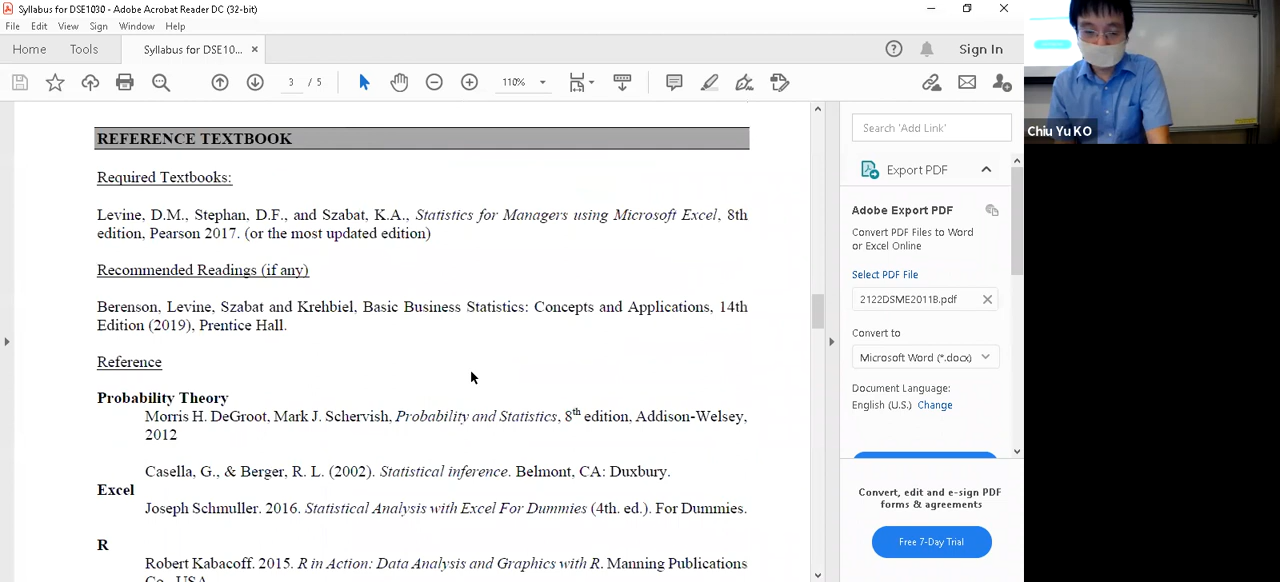 Syllabus for DSE1030 - Adobe Acrobat Reader DC (32-bit)
File Edit View Sign Window Help
Home Tools Syllabus for DSE10... × Sign In
3 / 5 110%
REFERENCE TEXTBOOK
Required Textbooks:
Levine, D.M., Stephan, D.F., and Szabat, K.A., Statistics for Managers using Microsoft Excel, 8th
edition, Pearson 2017. (or the most updated edition)
Recommended Readings (if any)
Berenson, Levine, Szabat and Krehbiel, Basic Business Statistics: Concepts and Applications, 14th
Edition (2019), Prentice Hall.
Reference
Probability Theory
Morris H. DeGroot, Mark J. Schervish, Probability and Statistics, 8th edition, Addison-Welsey,
2012
Casella, G., & Berger, R. L. (2002). Statistical inference. Belmont, CA: Duxbury.
Excel
Joseph Schmuller. 2016. Statistical Analysis with Excel For Dummies (4th. ed.). For Dummies.
R
Robert Kabacoff. 2015. R in Action: Data Analysis and Graphics with R. Manning Publications
Co., USA
Search 'Add Link'
Export PDF
Adobe Export PDF
Convert PDF Files to Word
or Excel Online
Select PDF File
2122DSME2011B.pdf
Convert to
Microsoft Word (*.docx)
Document Language:
English (U.S.) Change
Convert, edit and e-sign PDF
forms & agreements
Free 7-Day Trial
Chiu Yu KO